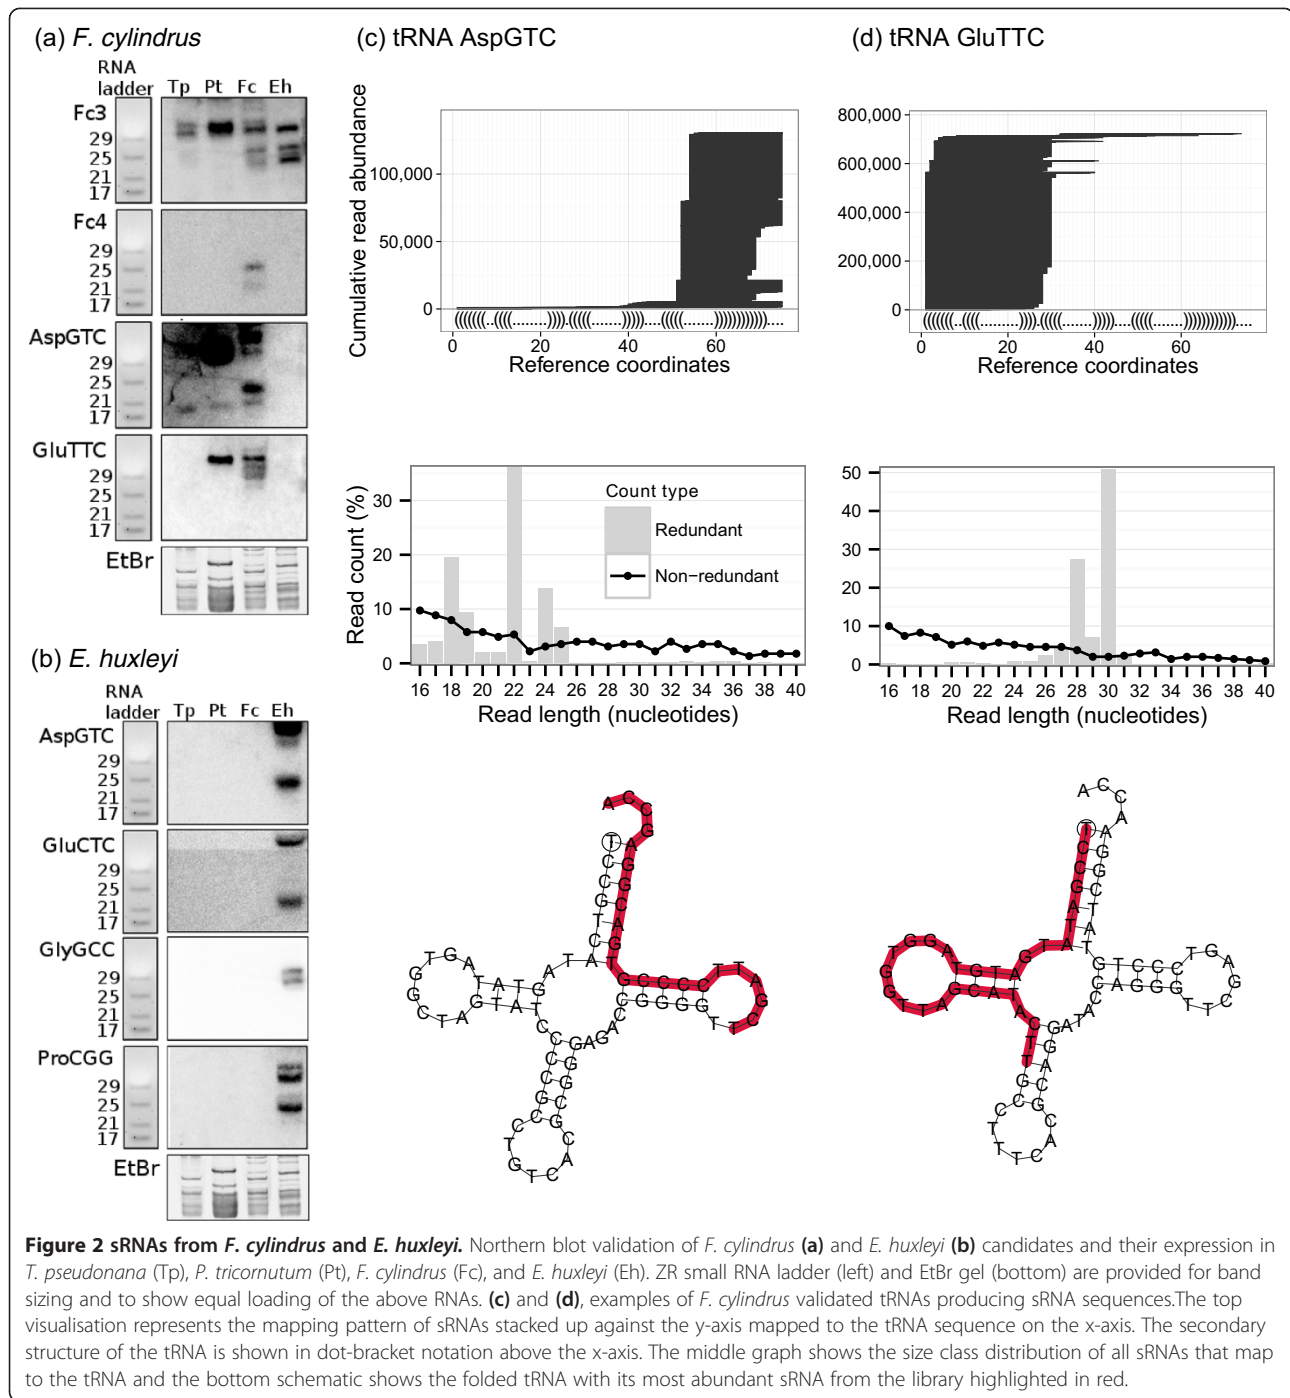 (a) F. cylindrus
RNA ladder
Tp Pt Fc Eh
Fc3
29
25
21
17
Fc4
29
25
21
17
AspGTC
29
25
21
17
GluTTC
29
25
21
17
EtBr
(b) E. huxleyi
RNA ladder
Tp Pt Fc Eh
AspGTC
29
25
21
17
GluCTC
29
25
21
17
GlyGCC
29
25
21
17
ProCGG
29
25
21
17
EtBr
(c) tRNA AspGTC
Cumulative read abundance
100,000
50,000
0
0 20 40 60
Reference coordinates
Read count (%)
30
20
10
0
Count type
Redundant
Non-redundant
16 18 20 22 24 26 28 30 32 34 36 38 40
Read length (nucleotides)
(d) tRNA GluTTC
800,000
600,000
400,000
200,000
0
0 20 40 60
Reference coordinates
50
40
30
20
10
0
16 18 20 22 24 26 28 30 32 34 36 38 40
Read length (nucleotides)
Figure 2 sRNAs from F. cylindrus and E. huxleyi. Northern blot validation of F. cylindrus (a) and E. huxleyi (b) candidates and their expression in
T. pseudonana (Tp), P. tricornutum (Pt), F. cylindrus (Fc), and E. huxleyi (Eh). ZR small RNA ladder (left) and EtBr gel (bottom) are provided for band
sizing and to show equal loading of the above RNAs. (c) and (d), examples of F. cylindrus validated tRNAs producing sRNA sequences.The top
visualisation represents the mapping pattern of sRNAs stacked up against the y-axis mapped to the tRNA sequence on the x-axis. The secondary
structure of the tRNA is shown in dot-bracket notation above the x-axis. The middle graph shows the size class distribution of all sRNAs that map
to the tRNA and the bottom schematic shows the folded tRNA with its most abundant sRNA from the library highlighted in red.